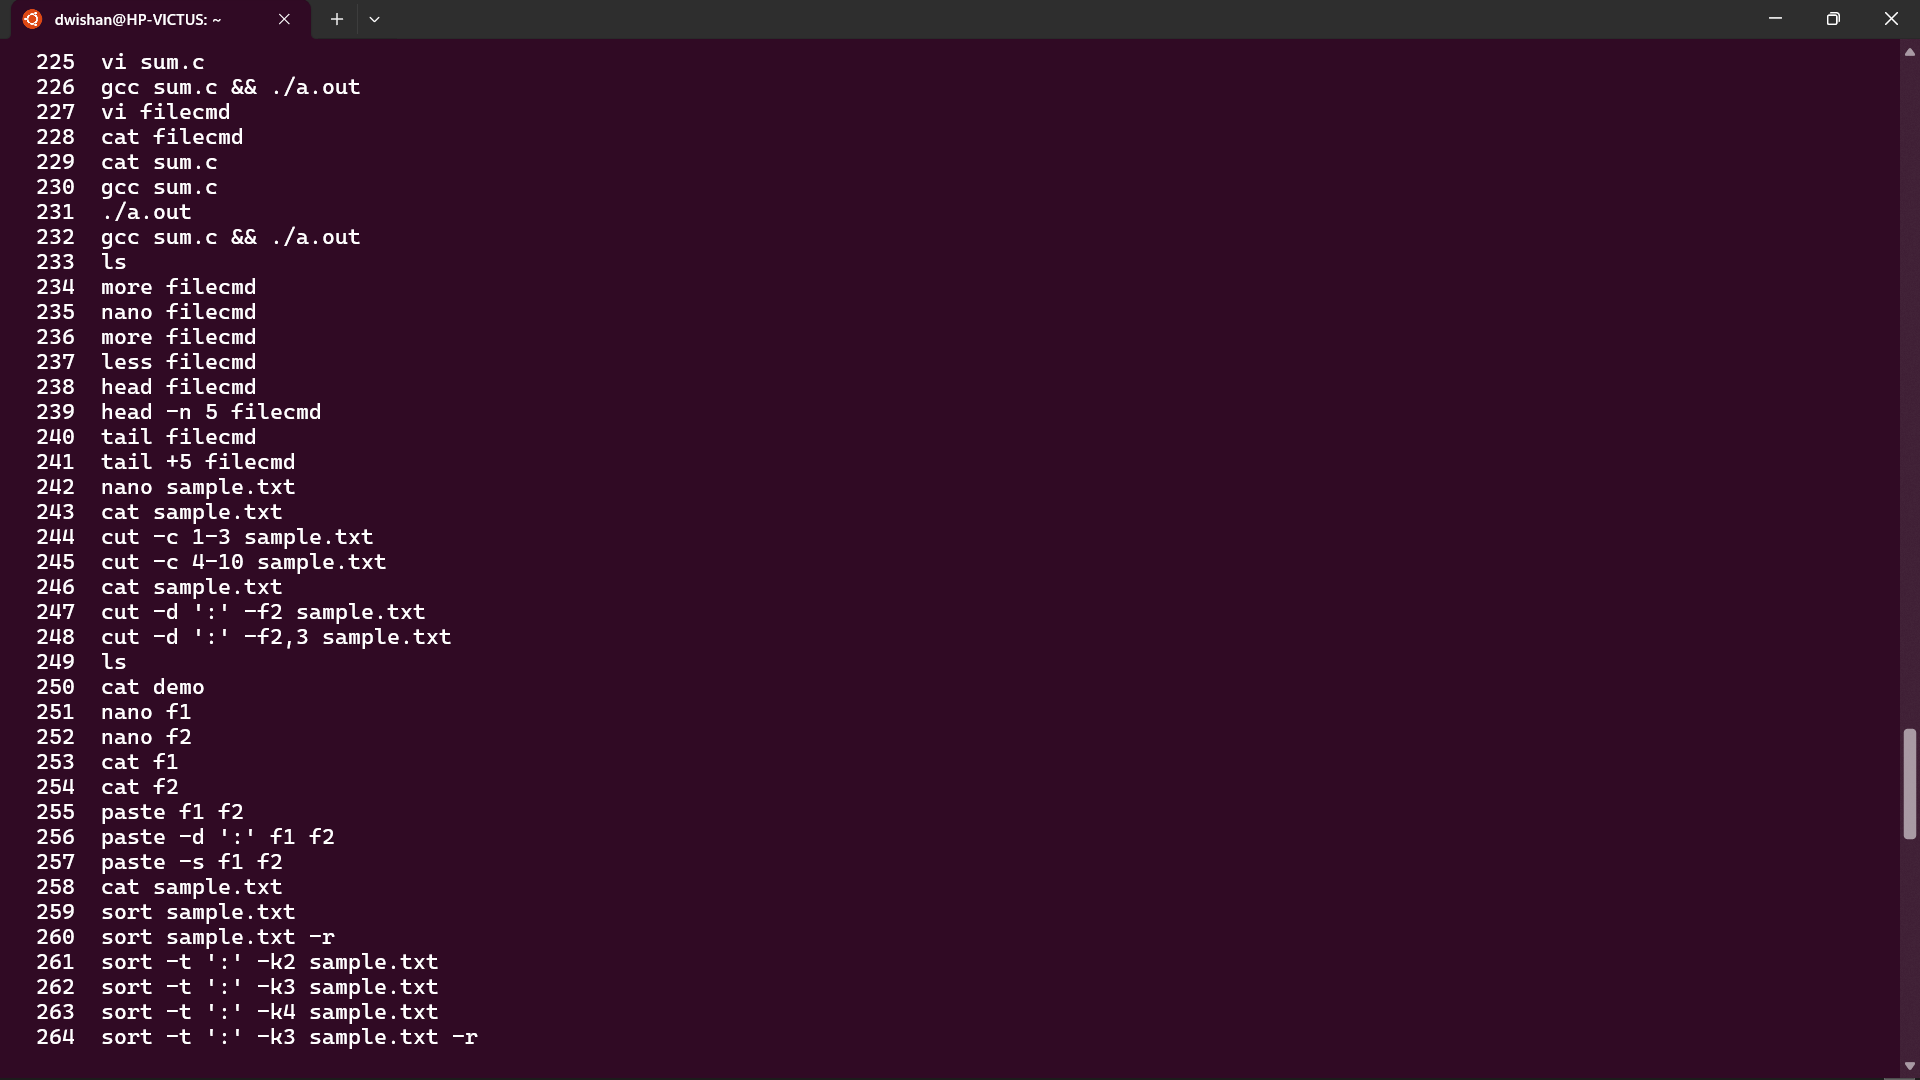 dwishan@HP-VICTUS: ~
225 vi sum.c
226 gcc sum.c && ./a.out
227 vi filecmd
228 cat filecmd
229 cat sum.c
230 gcc sum.c
231 ./a.out
232 gcc sum.c && ./a.out
233 ls
234 more filecmd
235 nano filecmd
236 more filecmd
237 less filecmd
238 head filecmd
239 head -n 5 filecmd
240 tail filecmd
241 tail +5 filecmd
242 nano sample.txt
243 cat sample.txt
244 cut -c 1-3 sample.txt
245 cut -c 4-10 sample.txt
246 cat sample.txt
247 cut -d ':' -f2 sample.txt
248 cut -d ':' -f2,3 sample.txt
249 ls
250 cat demo
251 nano f1
252 nano f2
253 cat f1
254 cat f2
255 paste f1 f2
256 paste -d ':' f1 f2
257 paste -s f1 f2
258 cat sample.txt
259 sort sample.txt
260 sort sample.txt -r
261 sort -t ':' -k2 sample.txt
262 sort -t ':' -k3 sample.txt
263 sort -t ':' -k4 sample.txt
264 sort -t ':' -k3 sample.txt -r